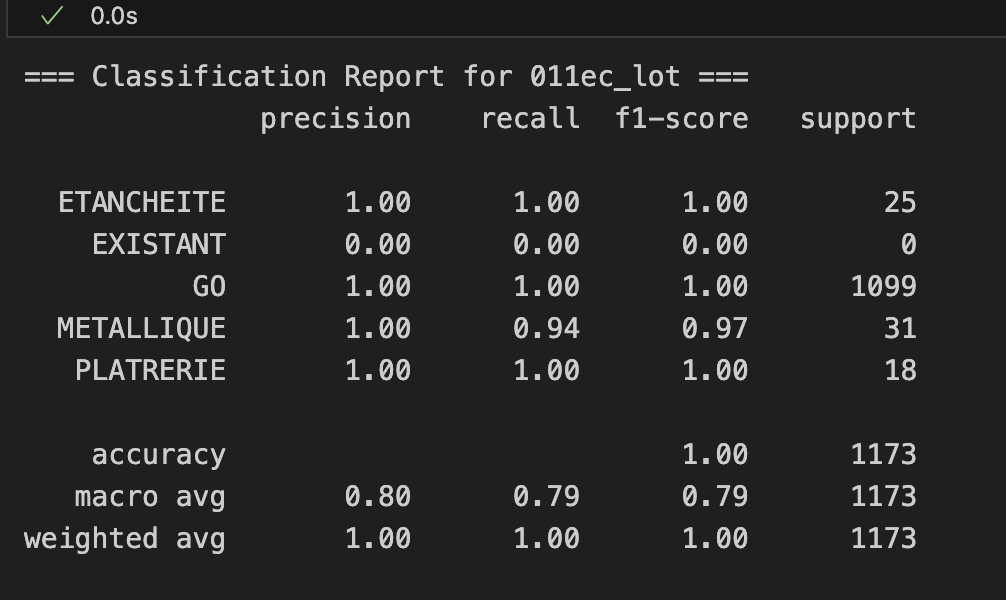 ✓ 0.0s
=== Classification Report for 011ec_lot ===
precision recall f1-score support
ETANCHEITE 1.00 1.00 1.00 25
EXISTANT 0.00 0.00 0.00 0
GO 1.00 1.00 1.00 1099
METALLIQUE 1.00 0.94 0.97 31
PLATRERIE 1.00 1.00 1.00 18
accuracy 1.00 1173
macro avg 0.80 0.79 0.79 1173
weighted avg 1.00 1.00 1.00 1173